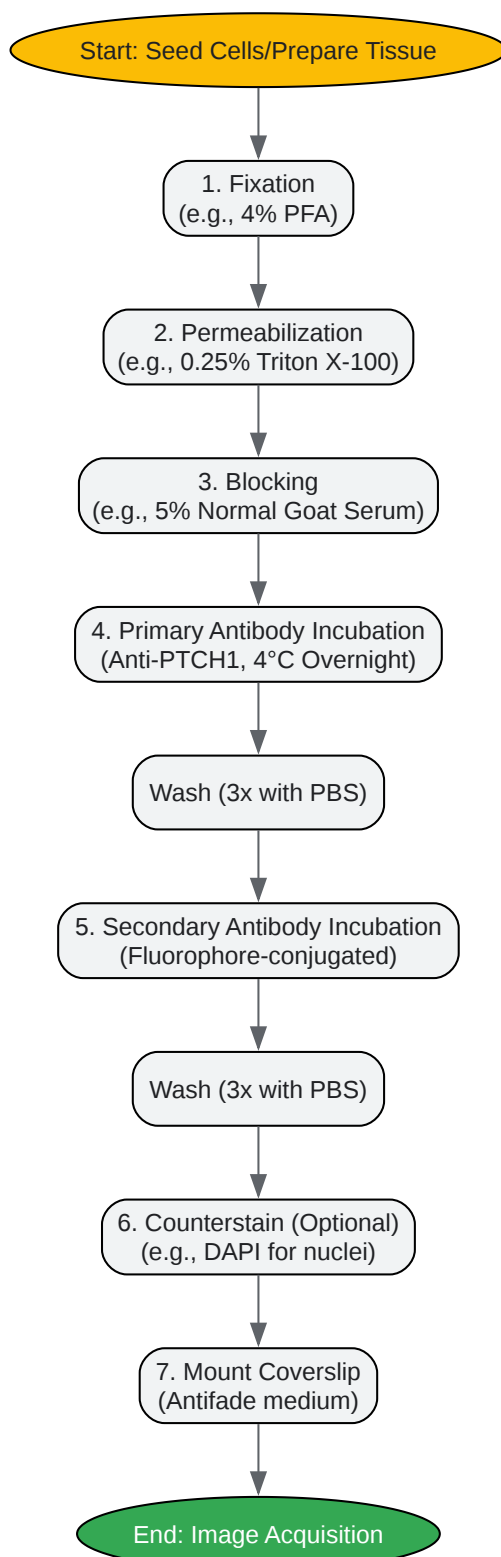 Start: Seed Cells/Prepare Tissue
1. Fixation
(e.g., 4% PFA)
2. Permeabilization
(e.g., 0.25% Triton X-100)
3. Blocking
(e.g., 5% Normal Goat Serum)
4. Primary Antibody Incubation
(Anti-PTCH1, 4°C Overnight)
Wash (3x with PBS)
5. Secondary Antibody Incubation
(Fluorophore-conjugated)
Wash (3x with PBS)
6. Counterstain (Optional)
(e.g., DAPI for nuclei)
7. Mount Coverslip
(Antifade medium)
End: Image Acquisition